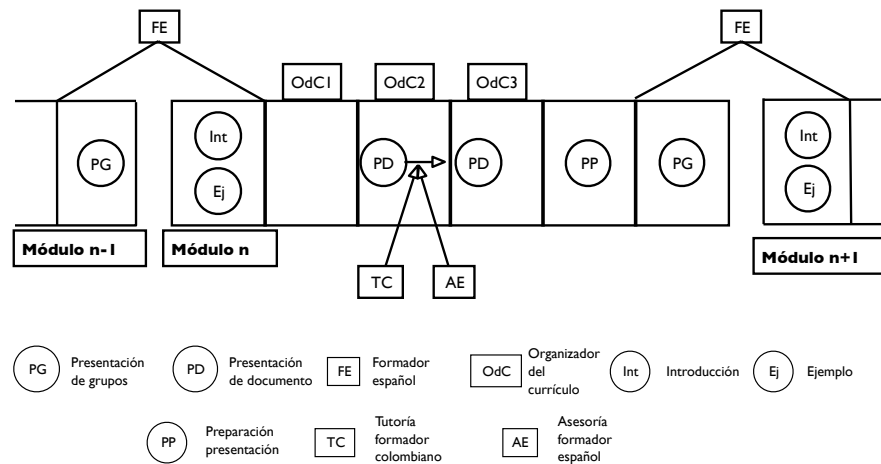 FE
FE
OdC1
OdC2
OdC3
PG
Int
Ej
PD
PD
PP
PG
Int
Ej
Módulo n-1
Módulo n
Módulo n+1
TC
AE
PG
Presentación
de grupos
PD
Presentación
de documento
FE
Formador
español
OdC
Organizador
del
currículo
Int
Introducción
Ej
Ejemplo
PP
Preparación
presentación
TC
Tutoría
formador
colombiano
AE
Asesoría
formador
español